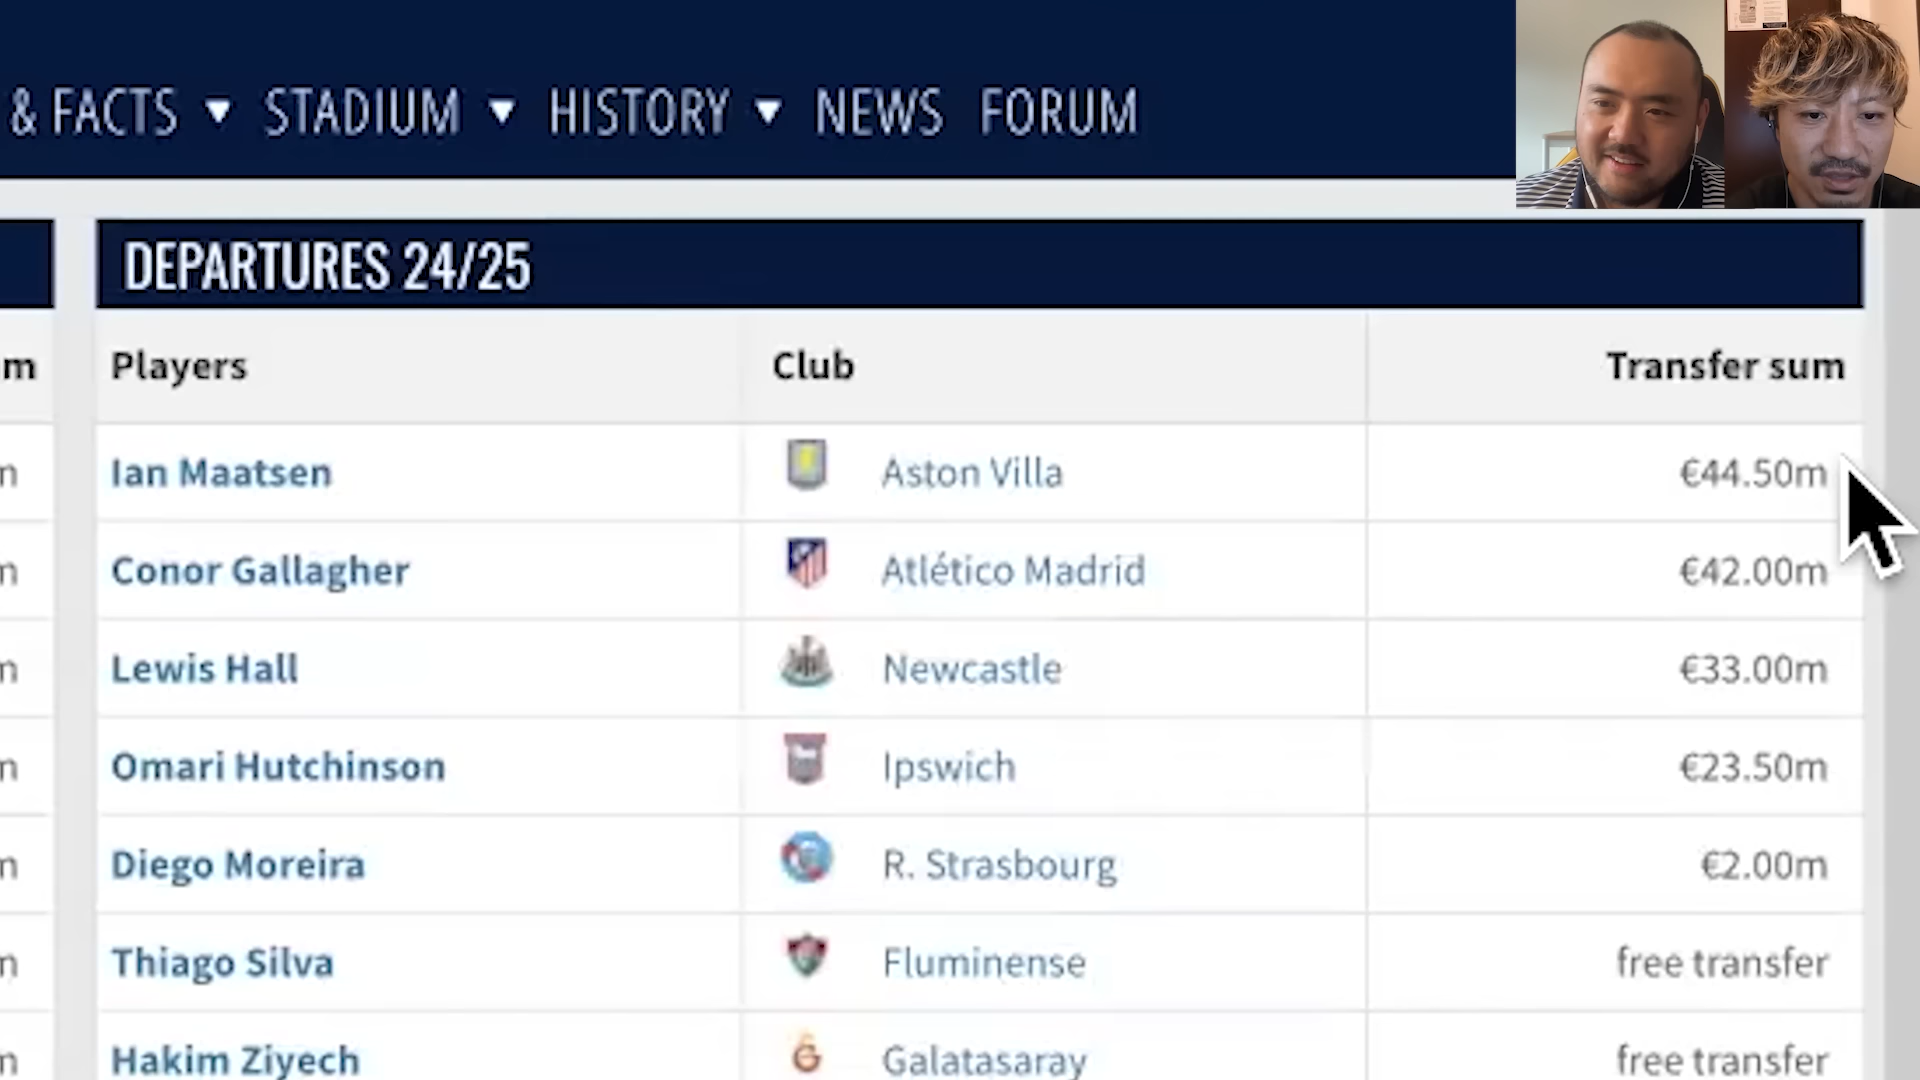 & FACTS ▼ STADIUM ▼ HISTORY ▼ NEWS FORUM
DEPARTURES 24/25
m Players Club Transfer sum
m Ian Maatsen Aston Villa €44.50m
m Conor Gallagher Atlético Madrid €42.00m
m Lewis Hall Newcastle €33.00m
m Omari Hutchinson Ipswich €23.50m
m Diego Moreira R. Strasbourg €2.00m
m Thiago Silva Fluminense free transfer
m Hakim Ziyech Galatasaray free transfer